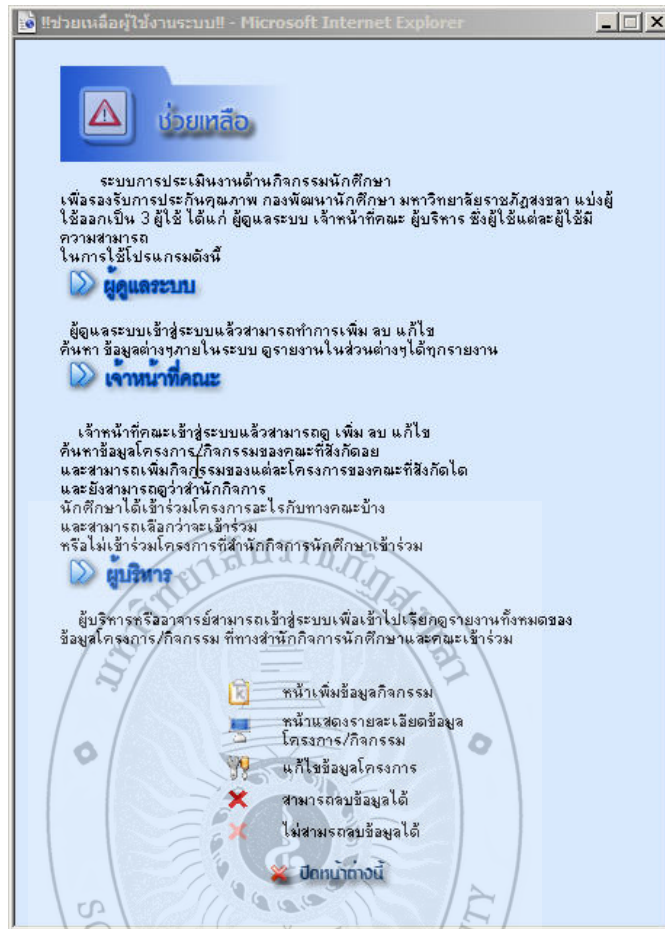 !!ช่วยเหลือผู้ใช้งานระบบ!! - Microsoft Internet Explorer
ช่วยเหลือ
ระบบการประเมินงานด้านกิจกรรมนักศึกษา
เพื่อรองรับการประกันคุณภาพ กองพัฒนานักศึกษา มหาวิทยาลัยราชภัฏสงขลา แบ่งผู้
ใช้ออกเป็น 3 ผู้ใช้ ได้แก่ ผู้ดูแลระบบ เจ้าหน้าที่คณะ ผู้บริหาร ซึ่งผู้ใช้แต่ละผู้ใช้มี
ความสามารถ
ในการใช้โปรแกรมดังนี้
ผู้ดูแลระบบ
ผู้ดูแลระบบเข้าสู่ระบบแล้วสามารถทำการเพิ่ม ลบ แก้ไข
ค้นหา ข้อมูลต่างๆภายในระบบ ดูรายงานในส่วนต่างๆได้ทุกรายงาน
เจ้าหน้าที่คณะ
เจ้าหน้าที่คณะเข้าสู่ระบบแล้วสามารถดู เพิ่ม ลบ แก้ไข
ค้นหาข้อมูลโครงการ/กิจกรรมของคณะที่สังกัดอย
และสามารถเพิ่มกิจกรรมของแต่ละโครงการของคณะที่สังกัดได
และยังสามารถดูว่าสำนักกิจการ
นักศึกษาได้เข้าร่วมโครงการอะไรกับทางคณะบ้าง
และสามารถเลือกว่าจะเข้าร่วม
หรือไม่เข้าร่วมโครงการที่สำนักกิจการนักศึกษาเข้าร่วม
ผู้บริหาร
ผู้บริหารหรืออาจารย์สามารถเข้าสู่ระบบเพื่อเข้าไปเรียกดูรายงานทั้งหมดของ
ข้อมูลโครงการ/กิจกรรม ที่ทางสำนักกิจการนักศึกษาและคณะเข้าร่วม
หน้าเพิ่มข้อมูลกิจกรรม
หน้าแสดงรายละเอียดข้อมูล
โครงการ/กิจกรรม
แก้ไขข้อมูลโครงการ
สามารถลบข้อมูลได้
ไม่สามรถลบข้อมูลได้
ปิดหน้าต่างนี้